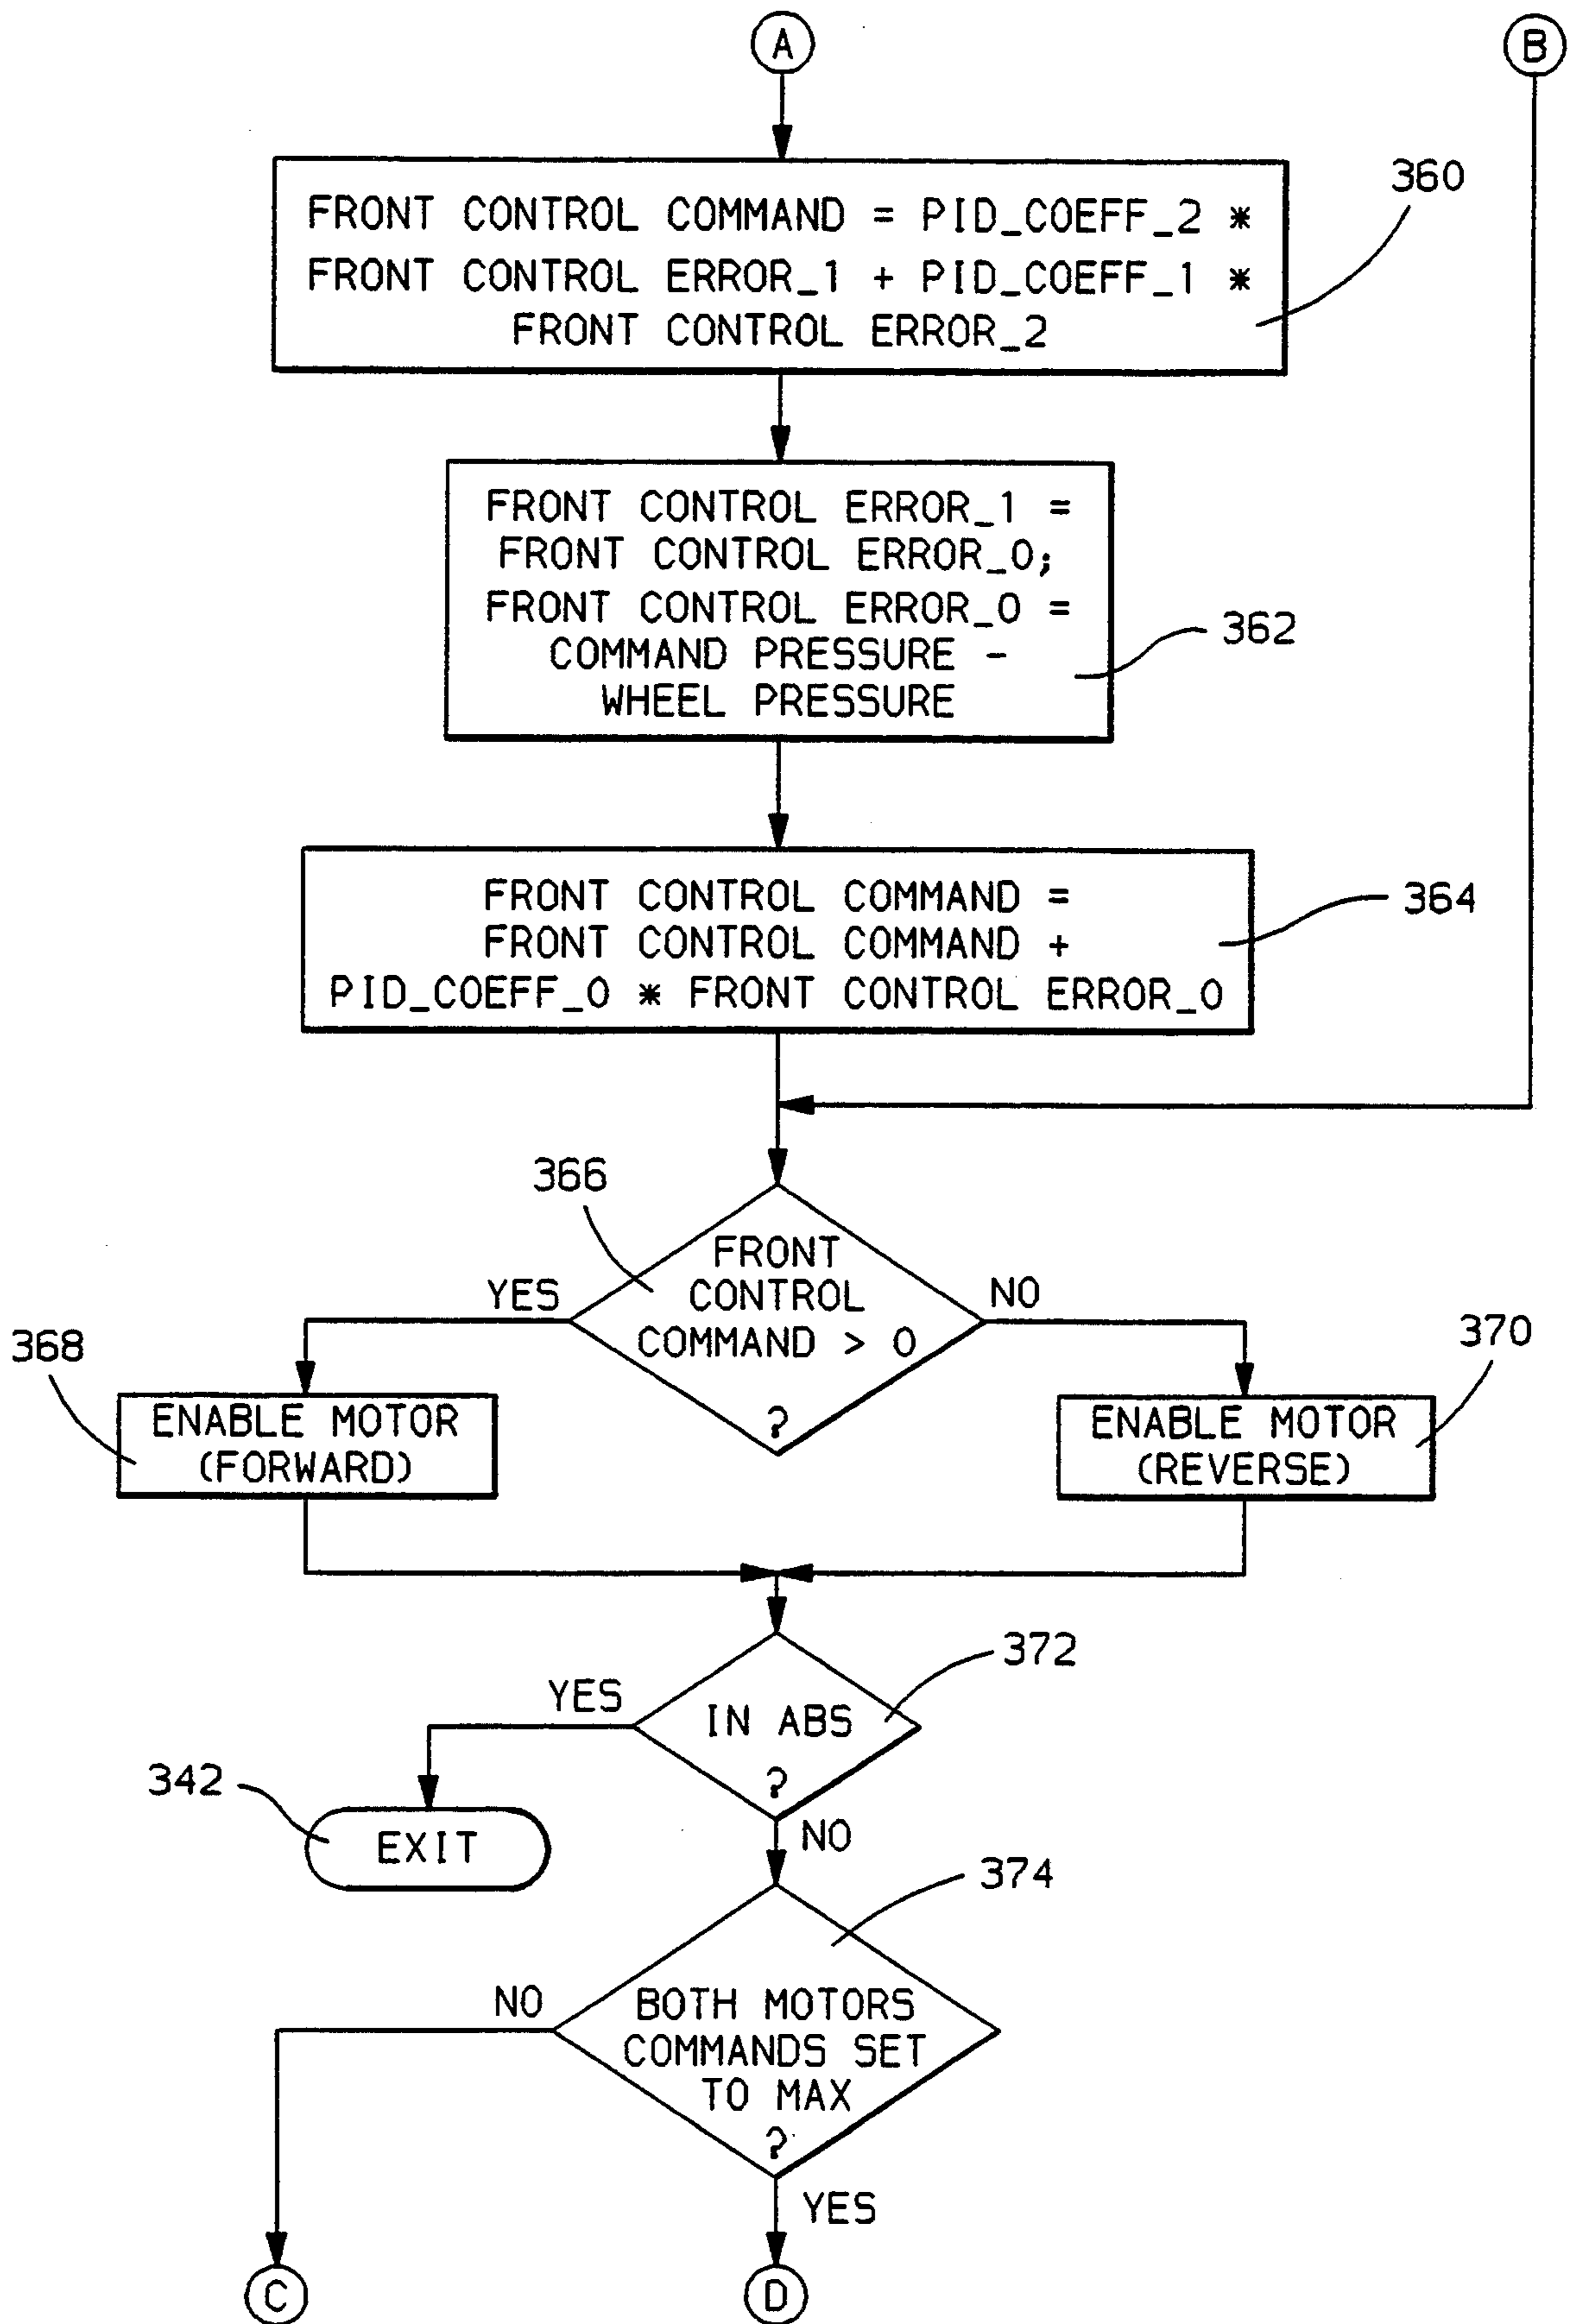 A
B
360
FRONT CONTROL COMMAND = PID_COEFF_2 *
FRONT CONTROL ERROR_1 + PID_COEFF_1 *
FRONT CONTROL ERROR_2
FRONT CONTROL ERROR_1 =
FRONT CONTROL ERROR_0;
FRONT CONTROL ERROR_0 =
COMMAND PRESSURE -
WHEEL PRESSURE
362
FRONT CONTROL COMMAND =
FRONT CONTROL COMMAND +
PID_COEFF_0 * FRONT CONTROL ERROR_0
364
366
FRONT
CONTROL
COMMAND > 0
?
YES
NO
368
ENABLE MOTOR
(FORWARD)
370
ENABLE MOTOR
(REVERSE)
372
IN ABS
?
YES
342
EXIT
NO
374
BOTH MOTORS
COMMANDS SET
TO MAX
?
NO
YES
C
D